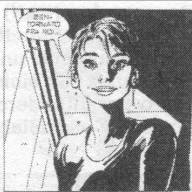 BEN-
TORNATO
FRA NOI...